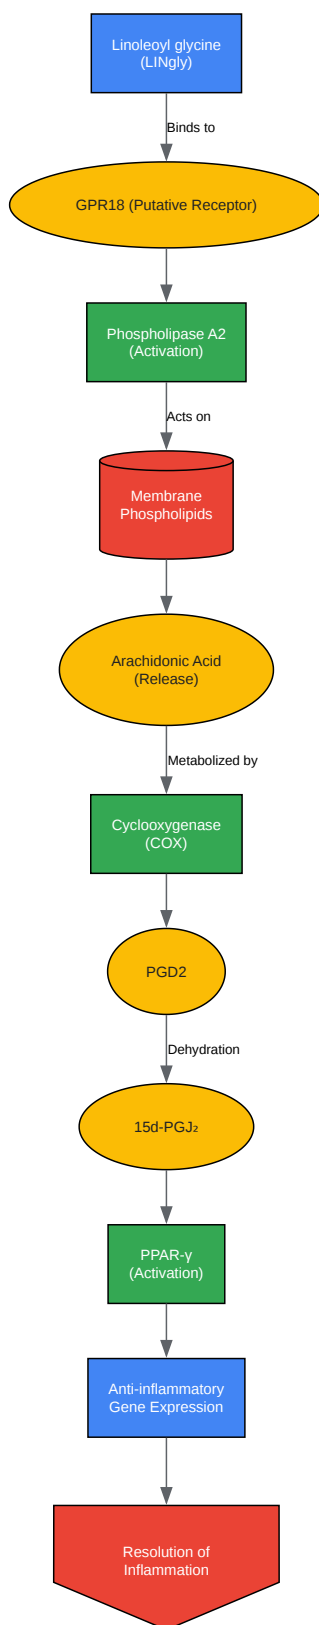 Linoleoyl glycine
(LINgly)
Binds to
GPR18 (Putative Receptor)
Phospholipase A2
(Activation)
Acts on
Membrane
Phospholipids
Arachidonic Acid
(Release)
Metabolized by
Cyclooxygenase
(COX)
PGD2
Dehydration
15d-PGJ₂
PPAR-γ
(Activation)
Anti-inflammatory
Gene Expression
Resolution of
Inflammation